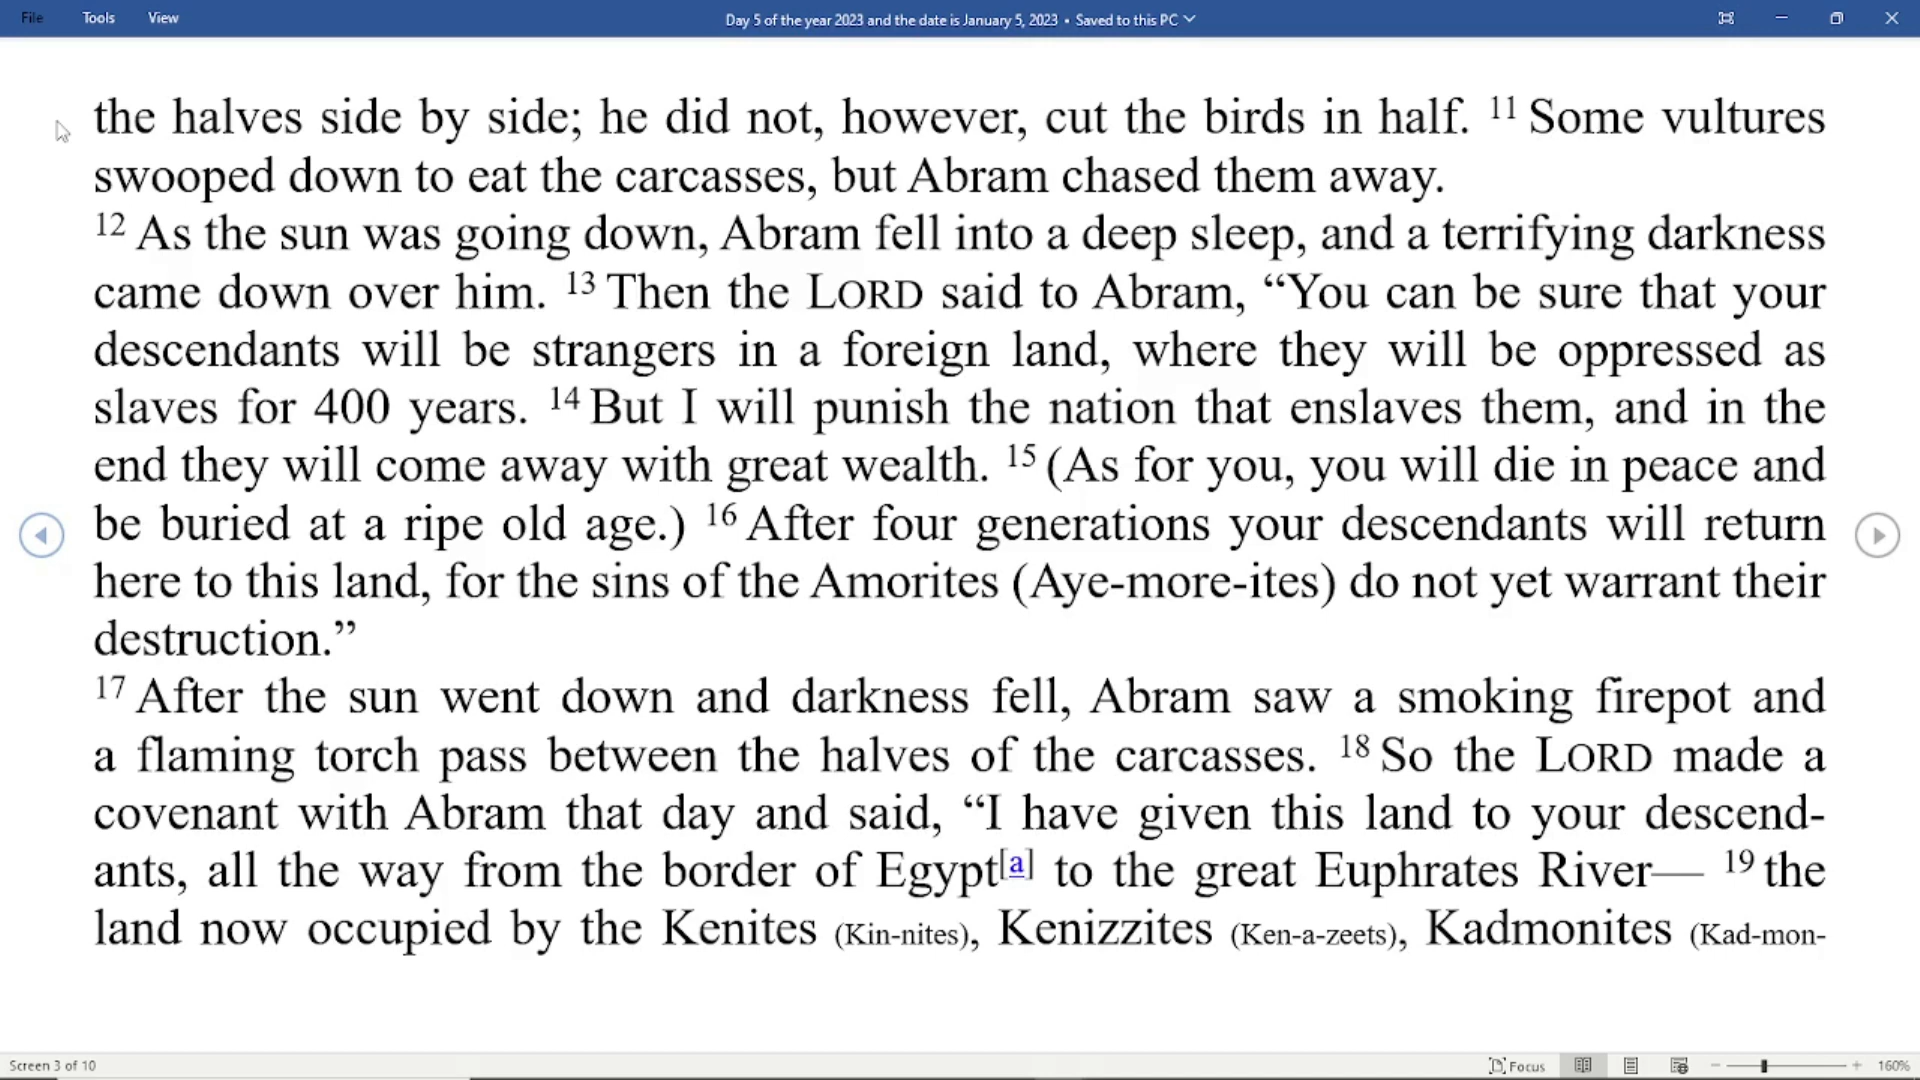 File Tools View Day 5 of the year 2023 and the date is January 5, 2023 • Saved to this PC
the halves side by side; he did not, however, cut the birds in half. 11 Some vultures
swooped down to eat the carcasses, but Abram chased them away.
12 As the sun was going down, Abram fell into a deep sleep, and a terrifying darkness
came down over him. 13 Then the LORD said to Abram, “You can be sure that your
descendants will be strangers in a foreign land, where they will be oppressed as
slaves for 400 years. 14 But I will punish the nation that enslaves them, and in the
end they will come away with great wealth. 15 (As for you, you will die in peace and
be buried at a ripe old age.) 16 After four generations your descendants will return
here to this land, for the sins of the Amorites (Aye-more-ites) do not yet warrant their
destruction.”
17 After the sun went down and darkness fell, Abram saw a smoking firepot and
a flaming torch pass between the halves of the carcasses. 18 So the LORD made a
covenant with Abram that day and said, “I have given this land to your descend-
ants, all the way from the border of Egypt[a] to the great Euphrates River— 19 the
land now occupied by the Kenites (Kin-nites), Kenizzites (Ken-a-zeets), Kadmonites (Kad-mon-
Screen 3 of 10 Focus 160%